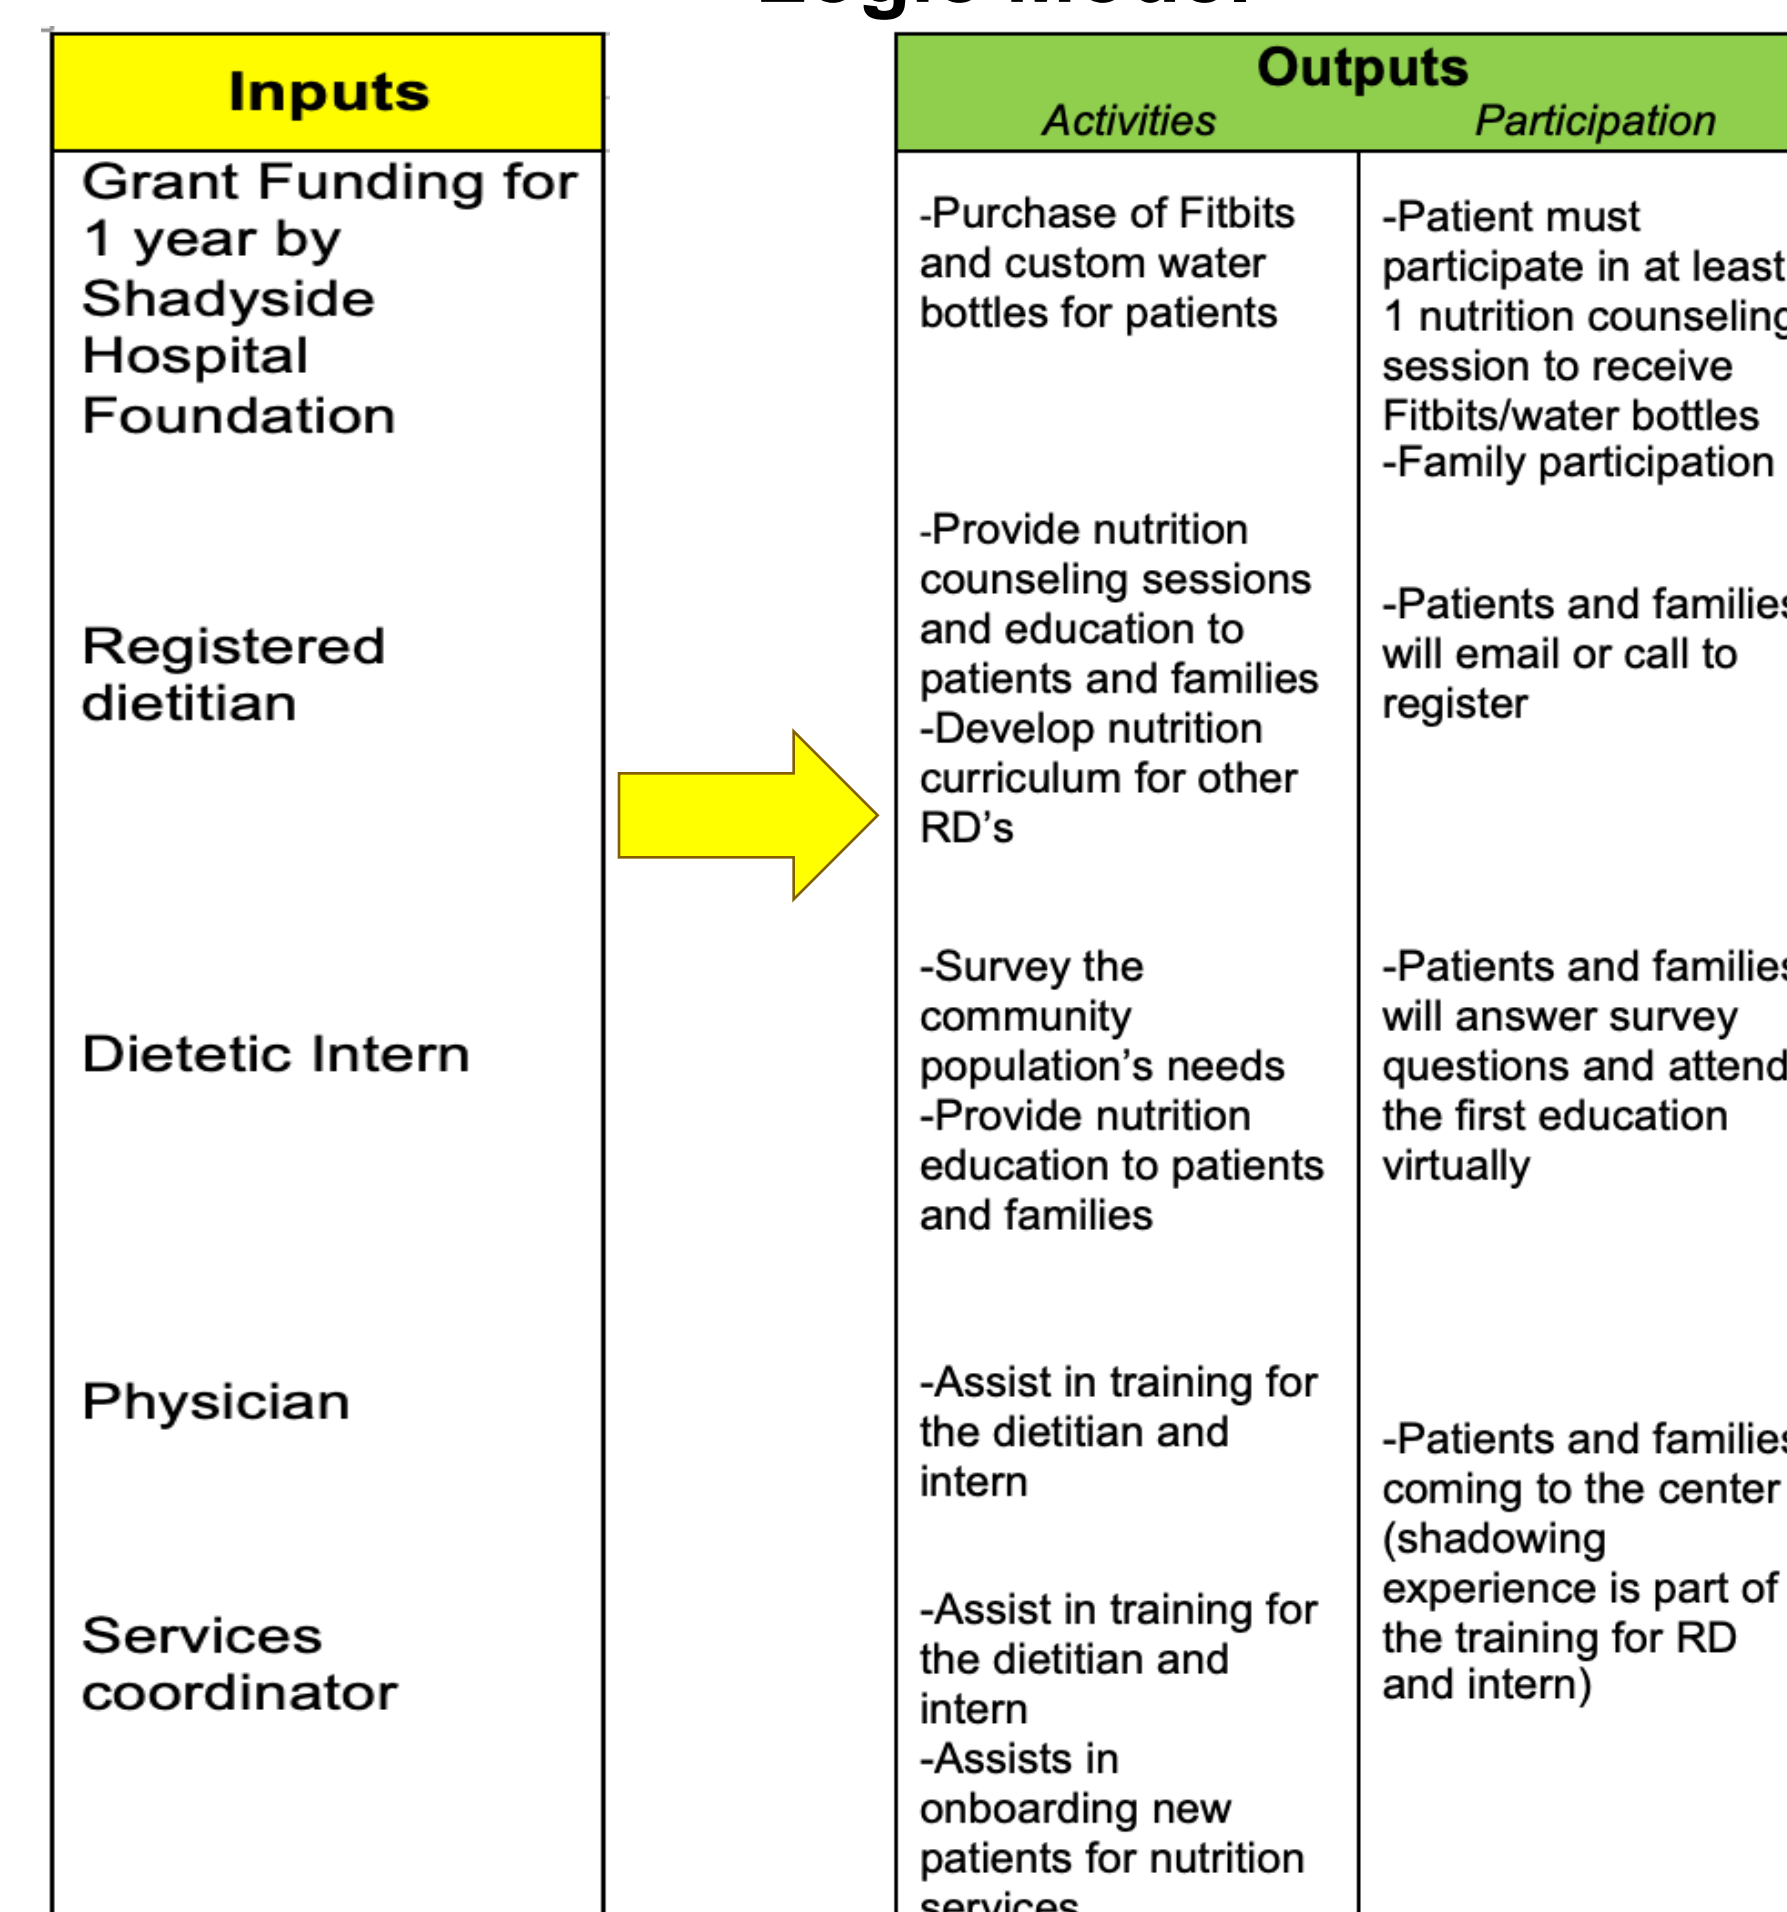 Logic Model
Inputs
Grant Funding for
1 year by
Shadyside
Hospital
Foundation
Registered
dietitian
Dietetic Intern
Physician
Services
coordinator
Outputs
Activities
Participation
-Purchase of Fitbits
and custom water
bottles for patients
-Provide nutrition
counseling sessions
and education to
patients and families
-Develop nutrition
curriculum for other
RD’s
-Survey the
community
population’s needs
-Provide nutrition
education to patients
and families
-Assist in training for
the dietitian and
intern
-Assist in training for
the dietitian and
intern
-Assists in
onboarding new
patients for nutrition
services
-Patient must
participate in at least
1 nutrition counseling
session to receive
Fitbits/water bottles
-Family participation
-Patients and families
will email or call to
register
-Patients and families
will answer survey
questions and attend
the first education
virtually
-Patients and families
coming to the center
(shadowing
experience is part of
the training for RD
and intern)